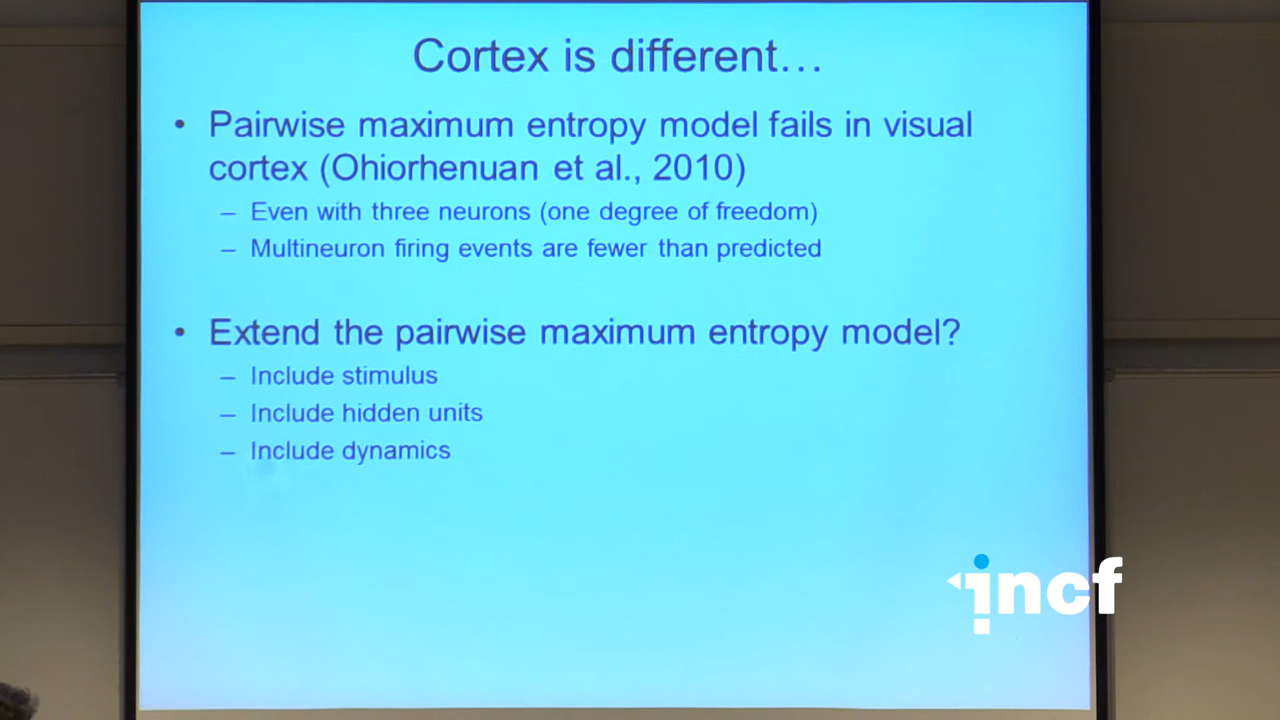 Cortex is different…
• Pairwise maximum entropy model fails in visual
cortex (Ohiorhenuan et al., 2010)
– Even with three neurons (one degree of freedom)
– Multineuron firing events are fewer than predicted
• Extend the pairwise maximum entropy model?
– Include stimulus
– Include hidden units
– Include dynamics
incf